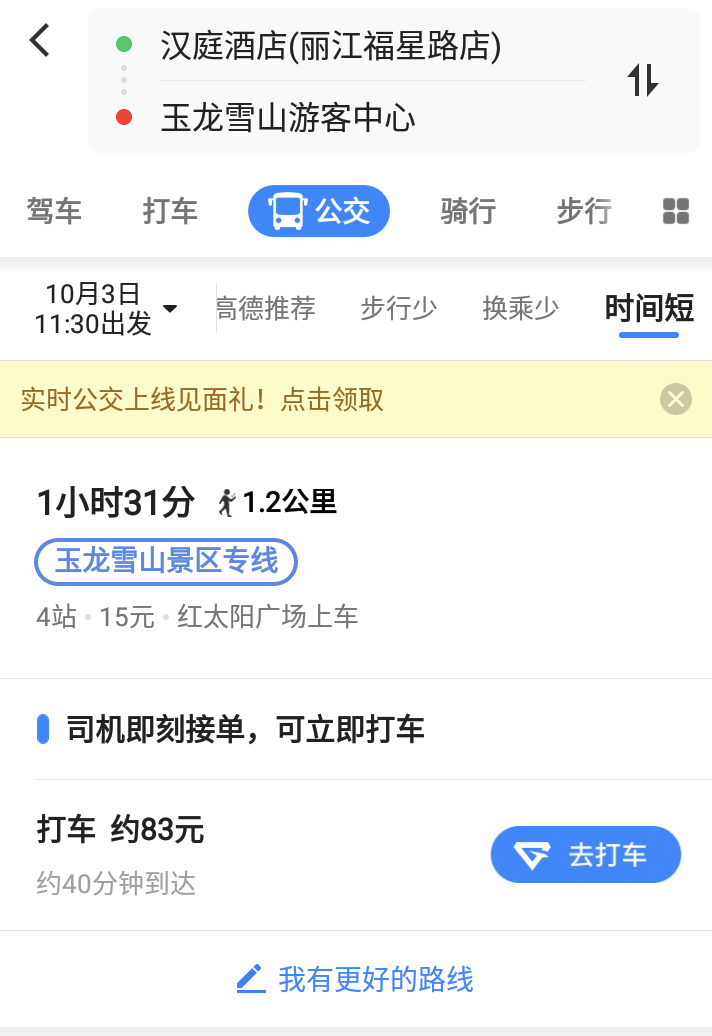 汉庭酒店(丽江福星路店)
玉龙雪山游客中心
驾车 打车 公交 骑行 步行
10月3日
11:30出发
高德推荐 步行少 换乘少 时间短
实时公交上线见面礼！点击领取
1小时31分 1.2公里
玉龙雪山景区专线
4站 · 15元 · 红太阳广场上车
司机即刻接单，可立即打车
打车 约83元
约40分钟到达
去打车
我有更好的路线